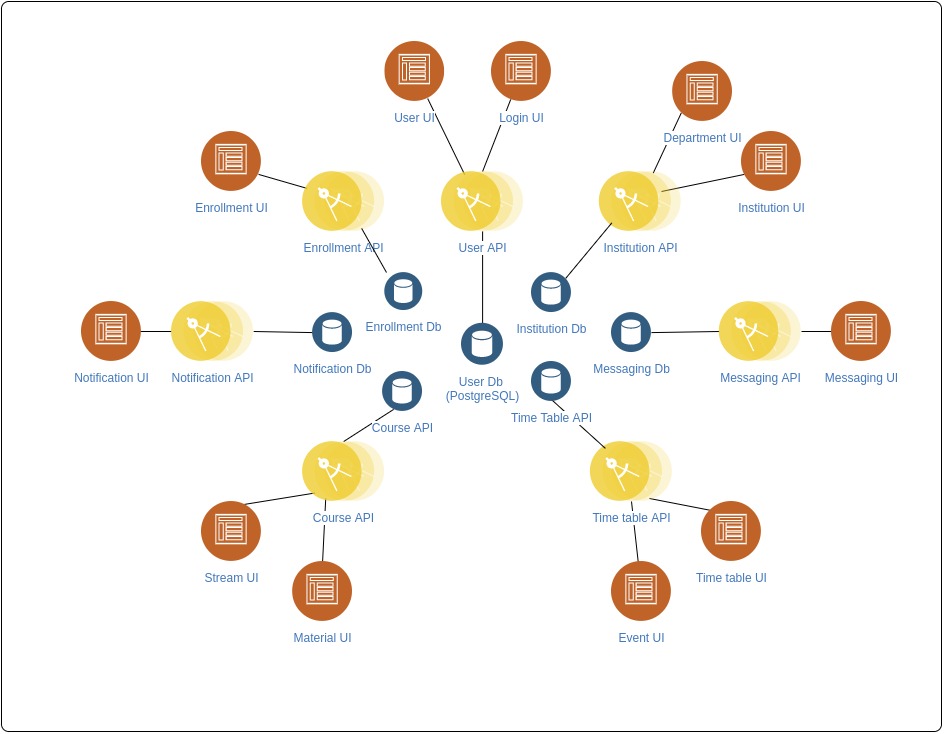 User UI
Login UI
Department UI
Enrollment UI
Institution UI
Enrollment API
User API
Institution API
Enrollment Db
Institution Db
Notification UI
Notification API
Notification Db
User Db
(PostgreSQL)
Messaging Db
Messaging API
Messaging UI
Course API
Time Table API
Course API
Time table API
Stream UI
Time table UI
Material UI
Event UI